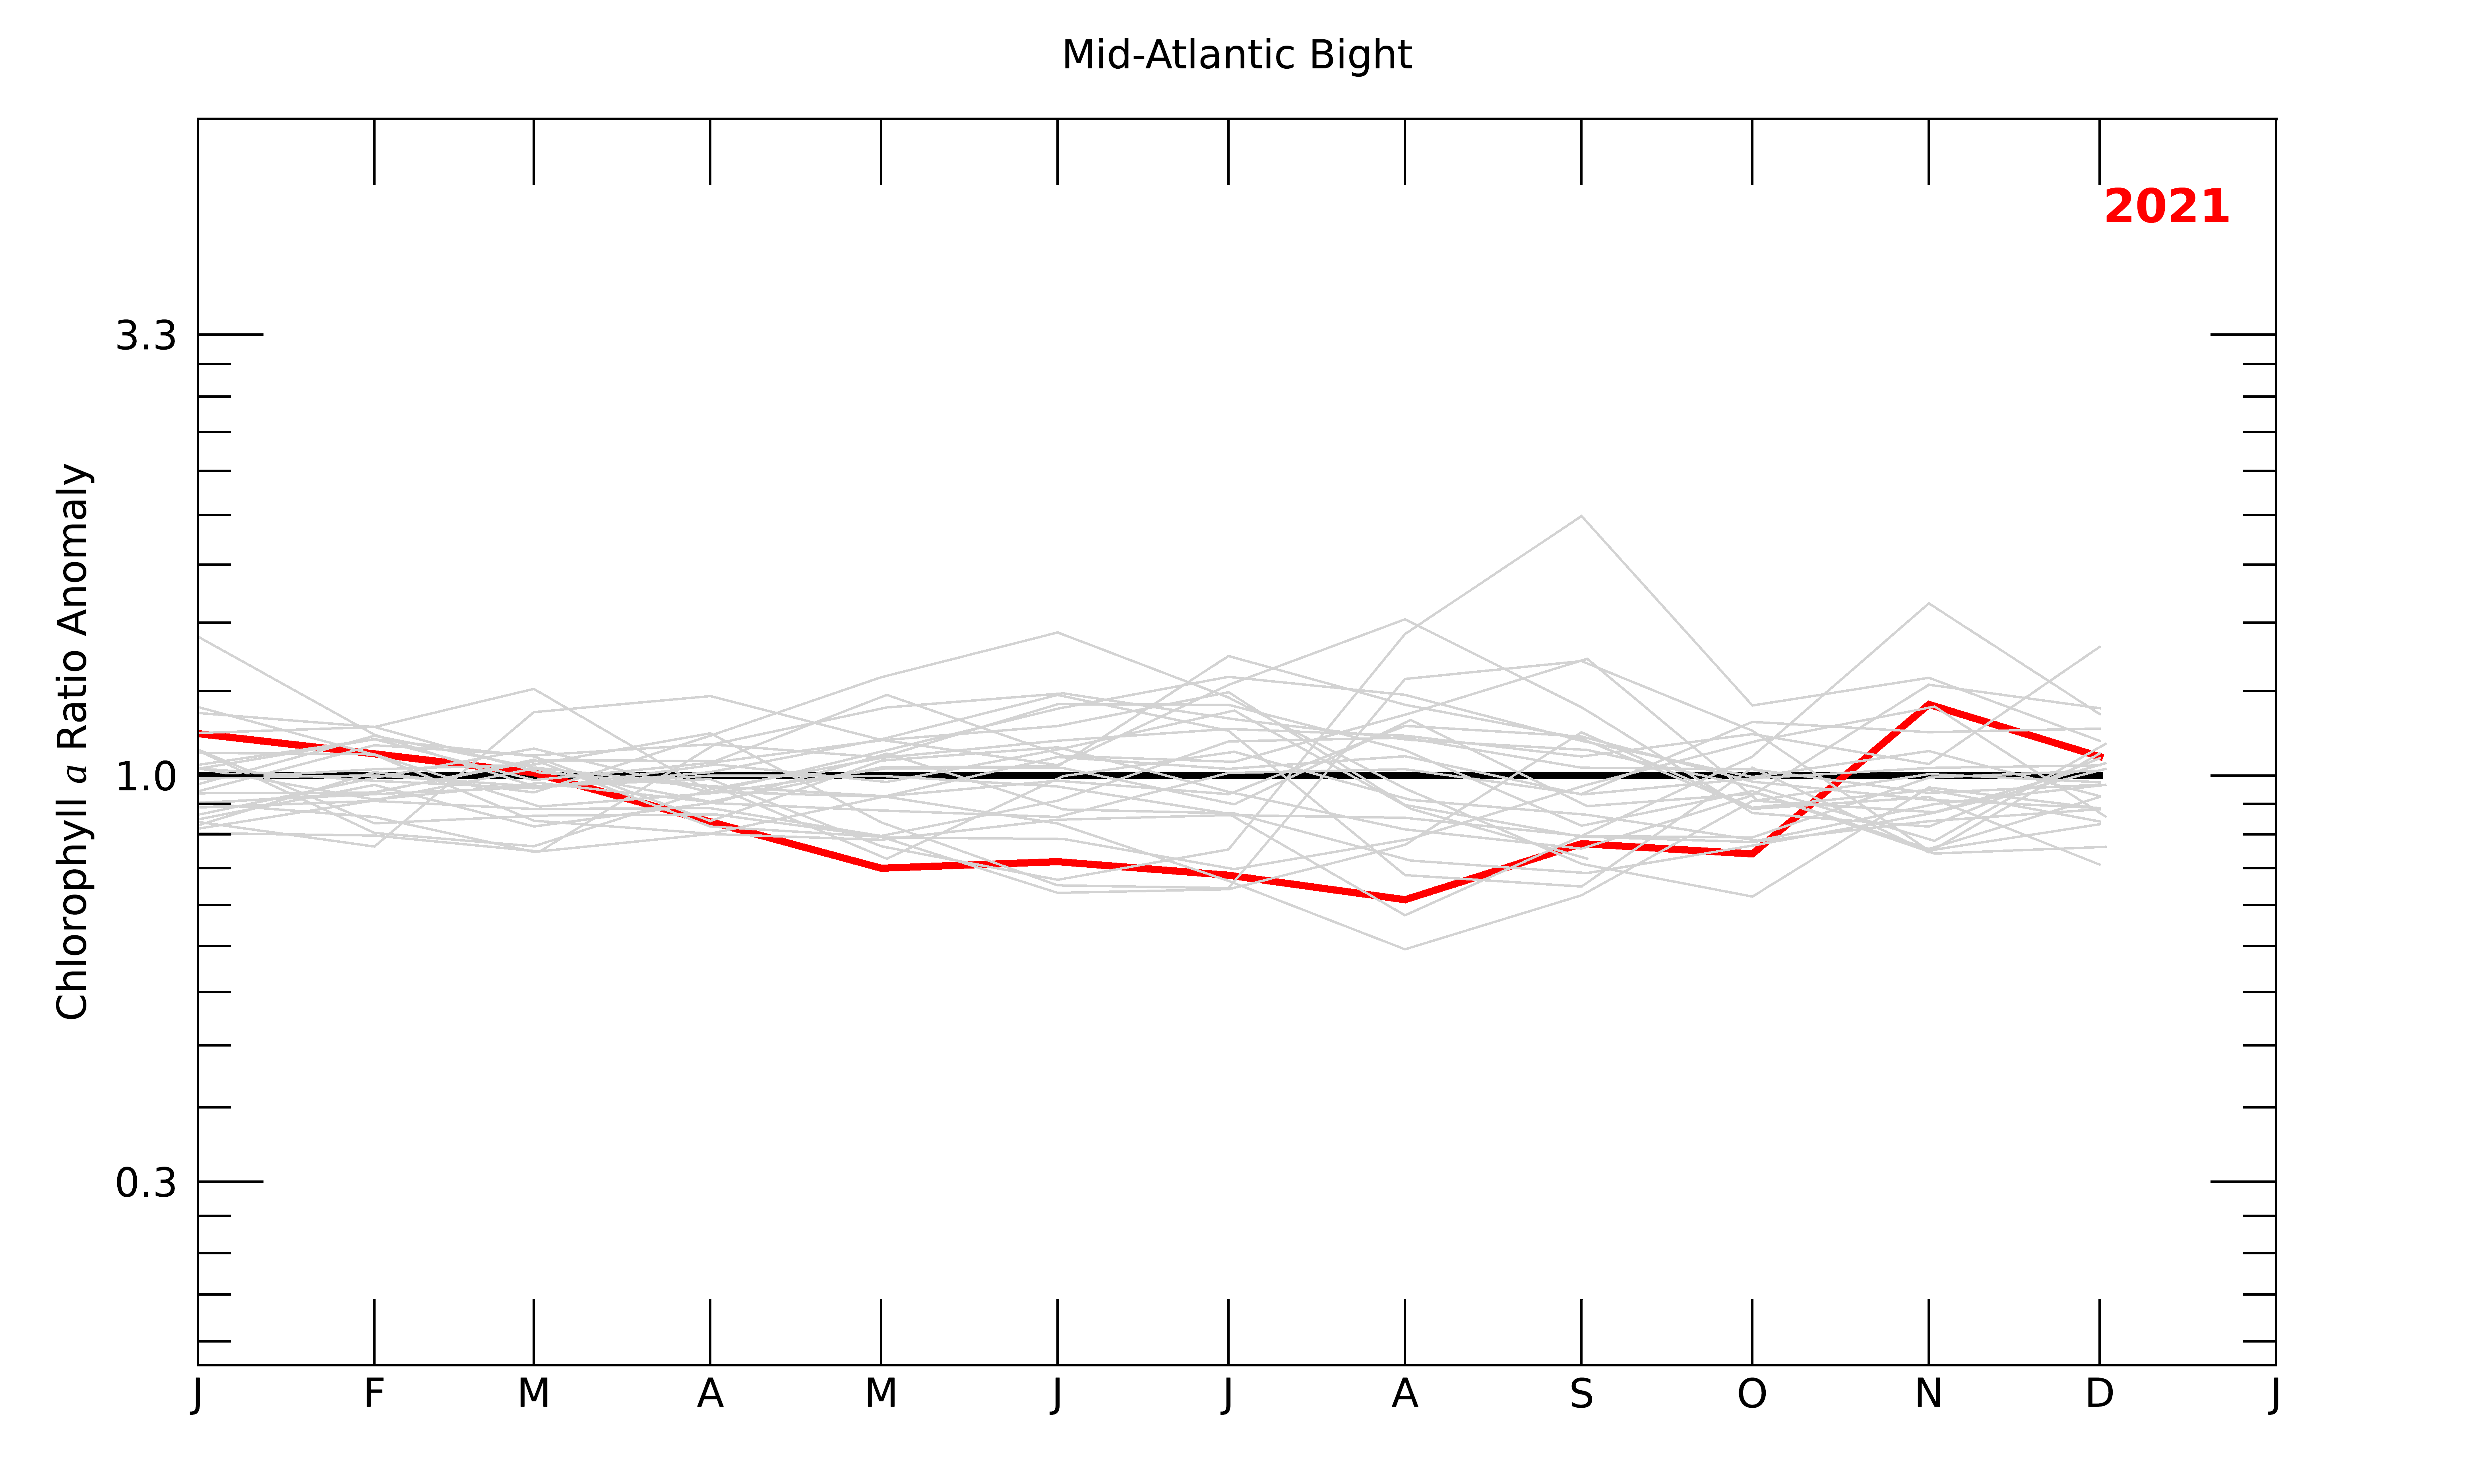 Mid-Atlantic Bight
2021
Chlorophyll a Ratio Anomaly
3.3
1.0
0.3
J F M A M J J A S O N D J